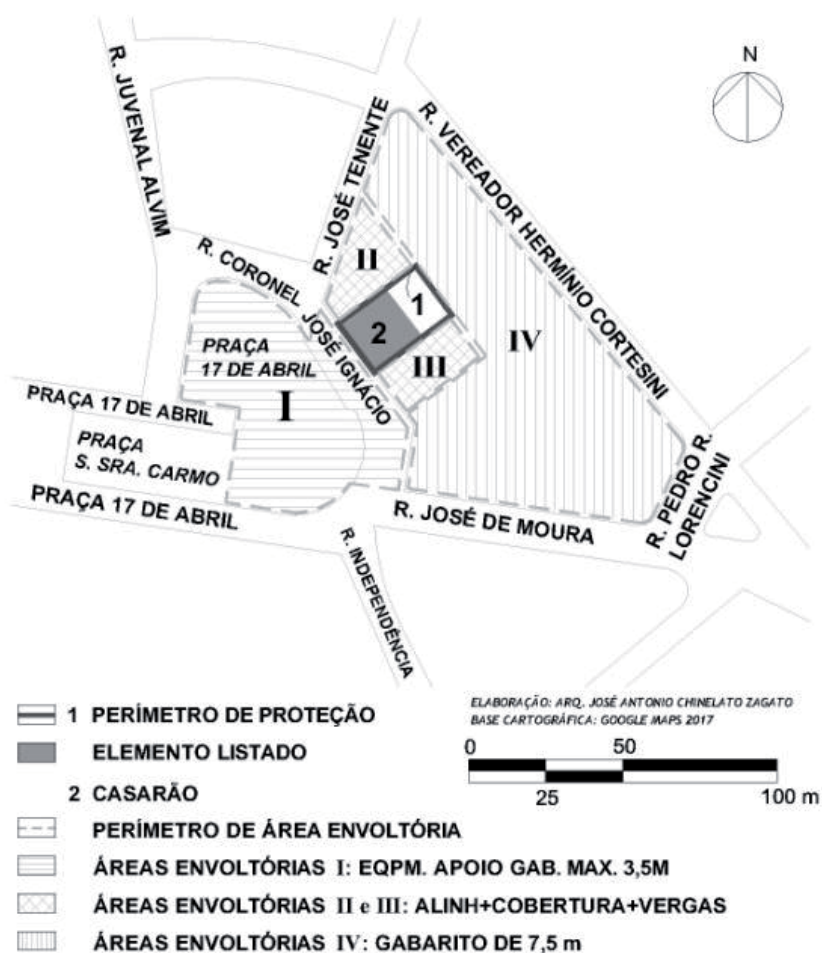 N
R. JUVENAL ALVIM
R. JOSÉ TENENTE
R. VEREADOR HERMÍNIO CORTESINI
R. CORONEL JOSÉ IGNÁCIO
II
1
2
III
IV
PRAÇA
17 DE ABRIL
I
PRAÇA 17 DE ABRIL
PRAÇA
S. SRA. CARMO
PRAÇA 17 DE ABRIL
R. JOSÉ DE MOURA
R. PEDRO R.
LORENCINI
R. INDEPENDÊNCIA
1 PERÍMETRO DE PROTEÇÃO
ELEMENTO LISTADO
2 CASARÃO
PERÍMETRO DE ÁREA ENVOLTÓRIA
ÁREAS ENVOLTÓRIAS I: EQPM. APOIO GAB. MAX. 3,5M
ÁREAS ENVOLTÓRIAS II e III: ALINH+COBERTURA+VERGAS
ÁREAS ENVOLTÓRIAS IV: GABARITO DE 7,5 m
ELABORAÇÃO: ARQ. JOSÉ ANTONIO CHINELATO ZAGATO
BASE CARTOGRÁFICA: GOOGLE MAPS 2017
0 50
25 100 m